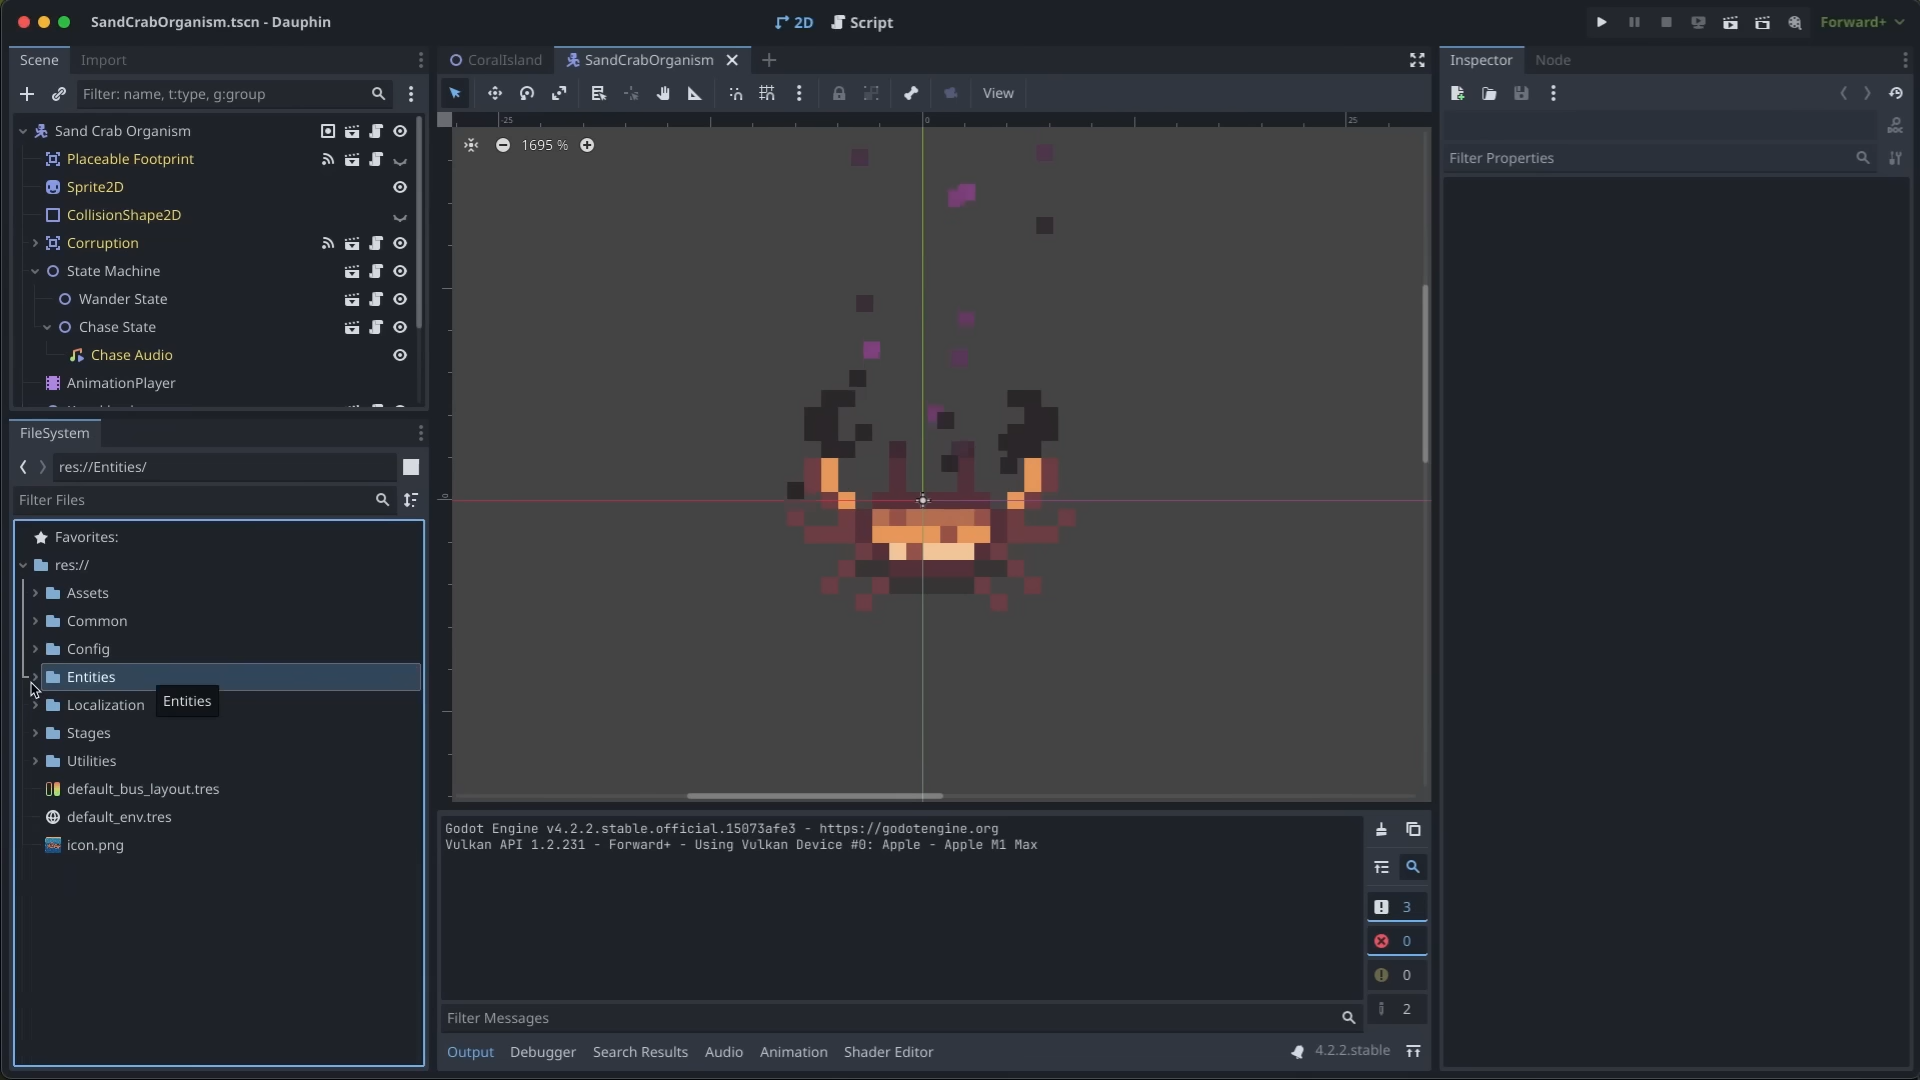 SandCrabOrganism.tscn - Dauphin
2D
Script
Forward+
Scene
Import
CoralIsland
SandCrabOrganism
Inspector
Node
Filter: name, t:type, g:group
View
Sand Crab Organism
Placeable Footprint
Sprite2D
CollisionShape2D
Corruption
State Machine
Wander State
Chase State
Chase Audio
AnimationPlayer
-25
0
25
0
1695 %
DOC
Filter Properties
FileSystem
res://Entities/
Filter Files
Favorites:
res://
Assets
Common
Config
Entities
Entities
Localization
Stages
Utilities
default_bus_layout.tres
default_env.tres
icon.png
Godot Engine v4.2.2.stable.official.15073afe3 - https://godotengine.org
Vulkan API 1.2.231 - Forward+ - Using Vulkan Device #0: Apple - Apple M1 Max
3
0
0
2
Filter Messages
Output
Debugger
Search Results
Audio
Animation
Shader Editor
4.2.2.stable